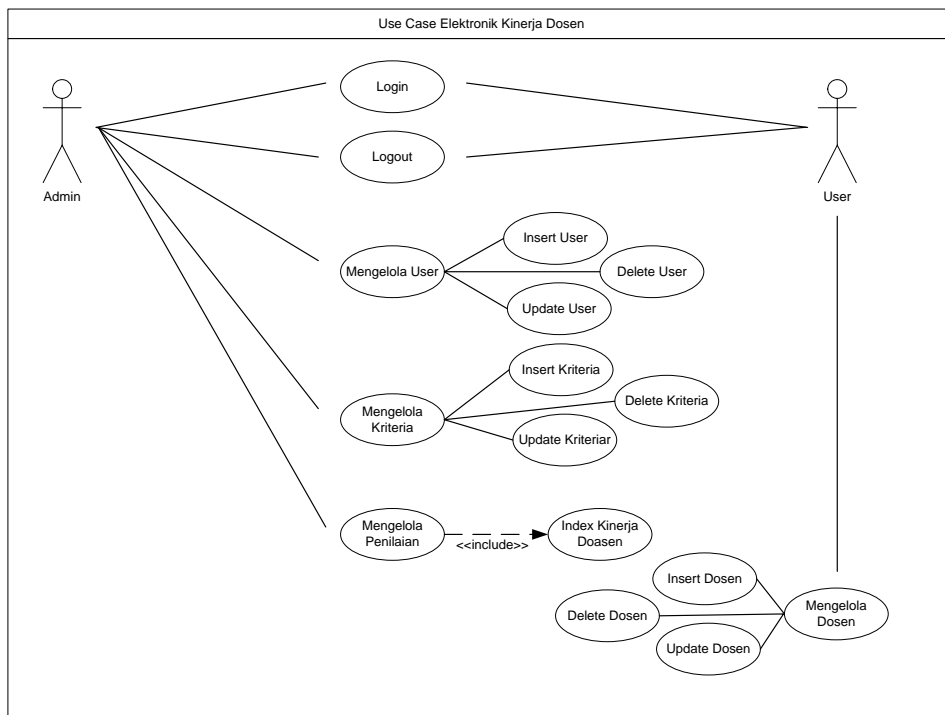 Use Case Elektronik Kinerja Dosen
Login
Logout
Admin
User
Insert User
Mengelola User
Delete User
Update User
Insert Kriteria
Mengelola
Kriteria
Delete Kriteria
Update Kriteriar
Mengelola
Penilaian
<<include>>
Index Kinerja
Doasen
Insert Dosen
Delete Dosen
Mengelola
Dosen
Update Dosen